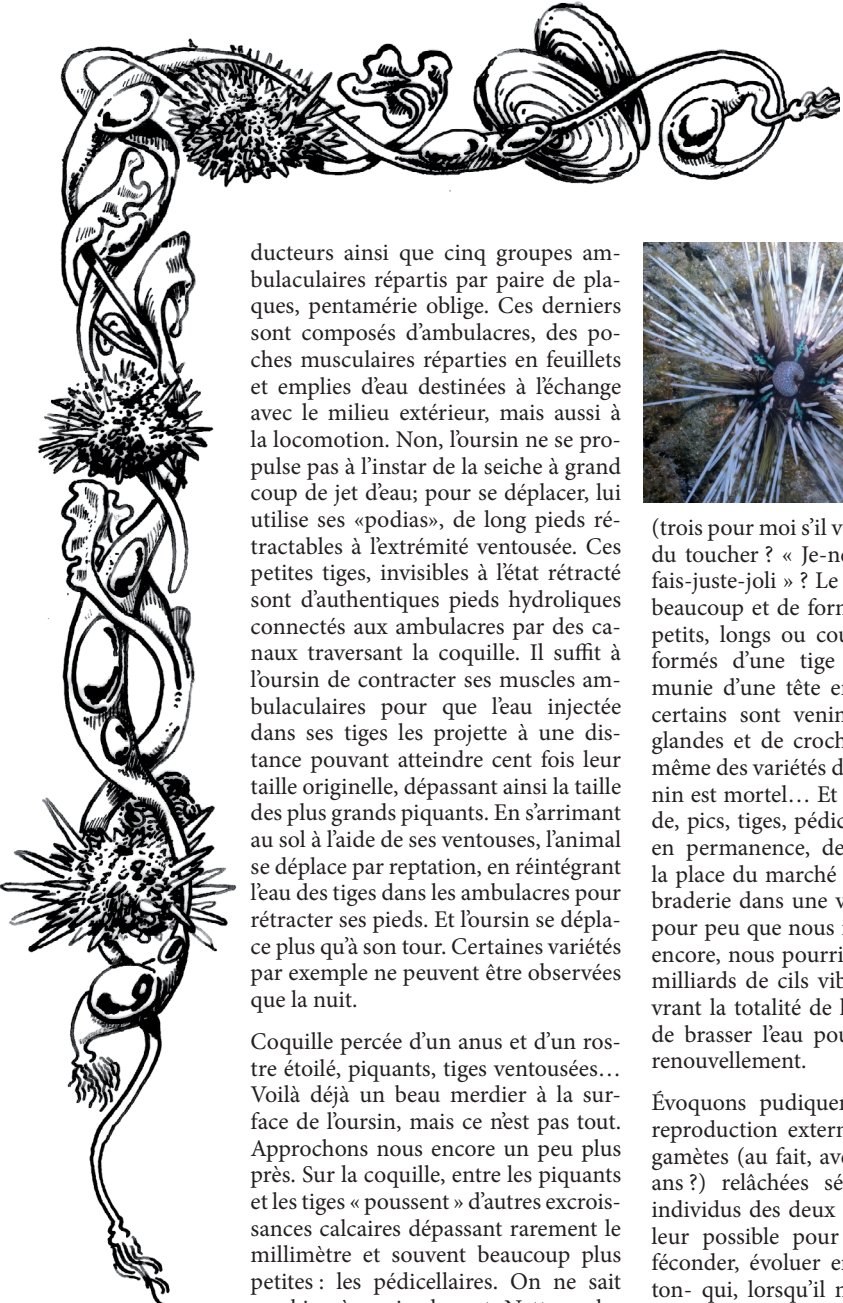 ducteurs ainsi que cinq groupes am-
bulaculaires répartis par paire de pla-
ques, pentamérie oblige. Ces derniers
sont composés d'ambulacres, des po-
ches musculaires réparties en feuillets
et emplies d'eau destinées à l'échange
avec le milieu extérieur, mais aussi à
la locomotion. Non, l'oursin ne se pro-
pulse pas à l'instar de la seiche à grand
coup de jet d'eau; pour se déplacer, lui
utilise ses «podias», de long pieds ré-
tractables à l'extrémité ventousée. Ces
petites tiges, invisibles à l'état rétracté
sont d'authentiques pieds hydroliques
connectés aux ambulacres par des ca-
naux traversant la coquille. Il suffit à
l'oursin de contracter ses muscles am-
bulaculaires pour que l'eau injectée
dans ses tiges les projette à une dis-
tance pouvant atteindre cent fois leur
taille originelle, dépassant ainsi la taille
des plus grands piquants. En s'arrimant
au sol à l'aide de ses ventouses, l'animal
se déplace par reptation, en réintégrant
l'eau des tiges dans les ambulacres pour
rétracter ses pieds. Et l'oursin se dépla-
ce plus qu'à son tour. Certaines variétés
par exemple ne peuvent être observées
que la nuit.
Coquille percée d'un anus et d'un ros-
tre étoilé, piquants, tiges ventousées…
Voilà déjà un beau merdier à la sur-
face de l'oursin, mais ce n'est pas tout.
Approchons nous encore un peu plus
près. Sur la coquille, entre les piquants
et les tiges « poussent » d'autres excrois-
sances calcaires dépassant rarement le
millimètre et souvent beaucoup plus
petites : les pédicellaires. On ne sait
(trois pour moi s'il v
du toucher ? « Je-ne
fais-juste-joli » ? Le
beaucoup et de form
petits, longs ou cou
formés d'une tige
munie d'une tête en
certains sont venin
glandes et de croch
même des variétés d
nin est mortel… Et
de, pics, tiges, pédic
en permanence, de
la place du marché
braderie dans une v
pour peu que nous
encore, nous pourri
milliards de cils vib
vrant la totalité de l
de brasser l'eau pou
renouvellement.
Évoquons pudiquer
reproduction extern
gamètes (au fait, ave
ans ?) relâchées sé
individus des deux
leur possible pour
féconder, évoluer en
ton- qui, lorsqu'il n